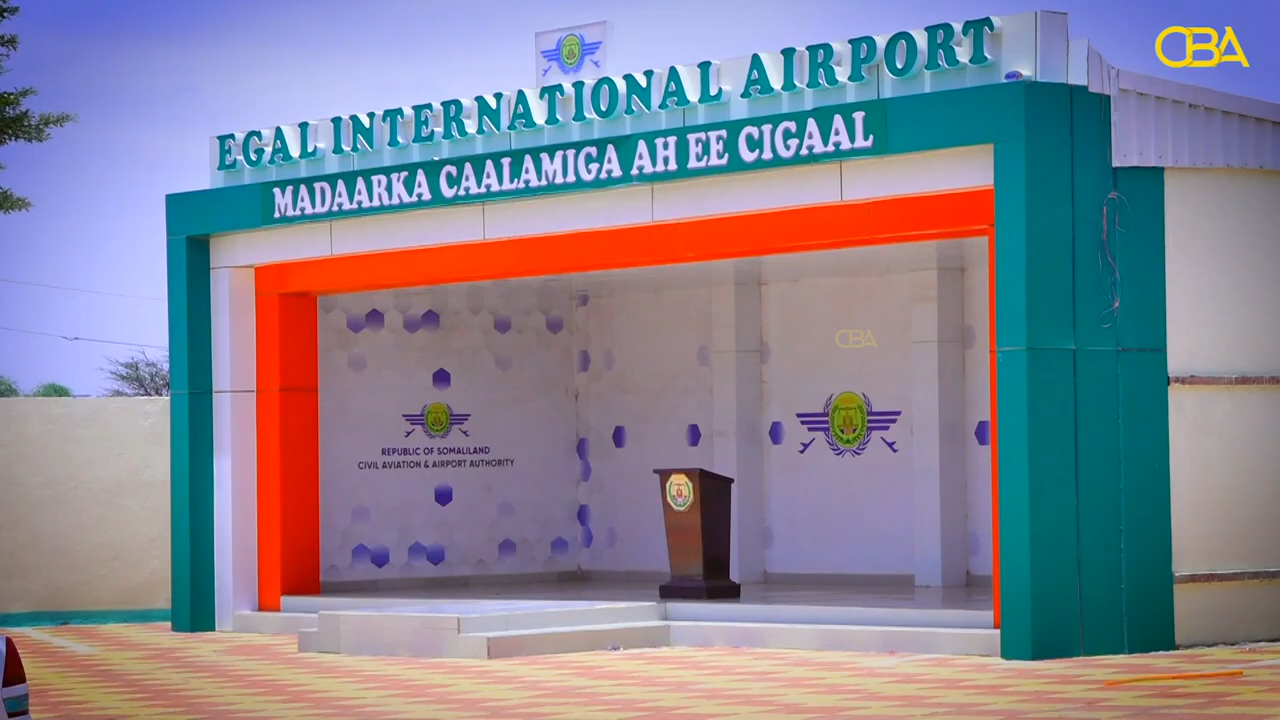 OBA
EGAL INTERNATIONAL AIRPORT
MADAARKA CAALAMIGA AH EE CIGAAL
OBA
REPUBLIC OF SOMALILAND
CIVIL AVIATION & AIRPORT AUTHORITY